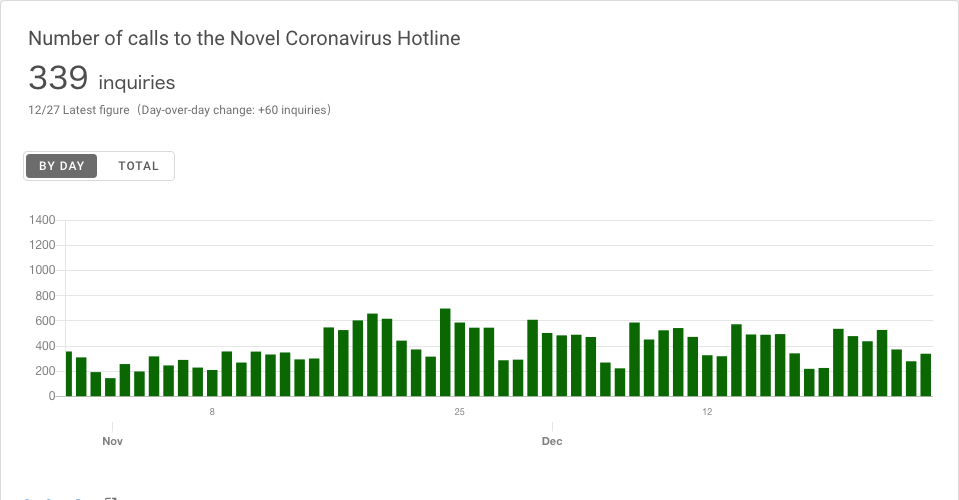 Number of calls to the Novel Coronavirus Hotline
339 inquiries
12/27 Latest figure（Day-over-day change: +60 inquiries）
BY DAY TOTAL
1400
1200
1000
800
600
400
200
0
8 25 12
Nov Dec